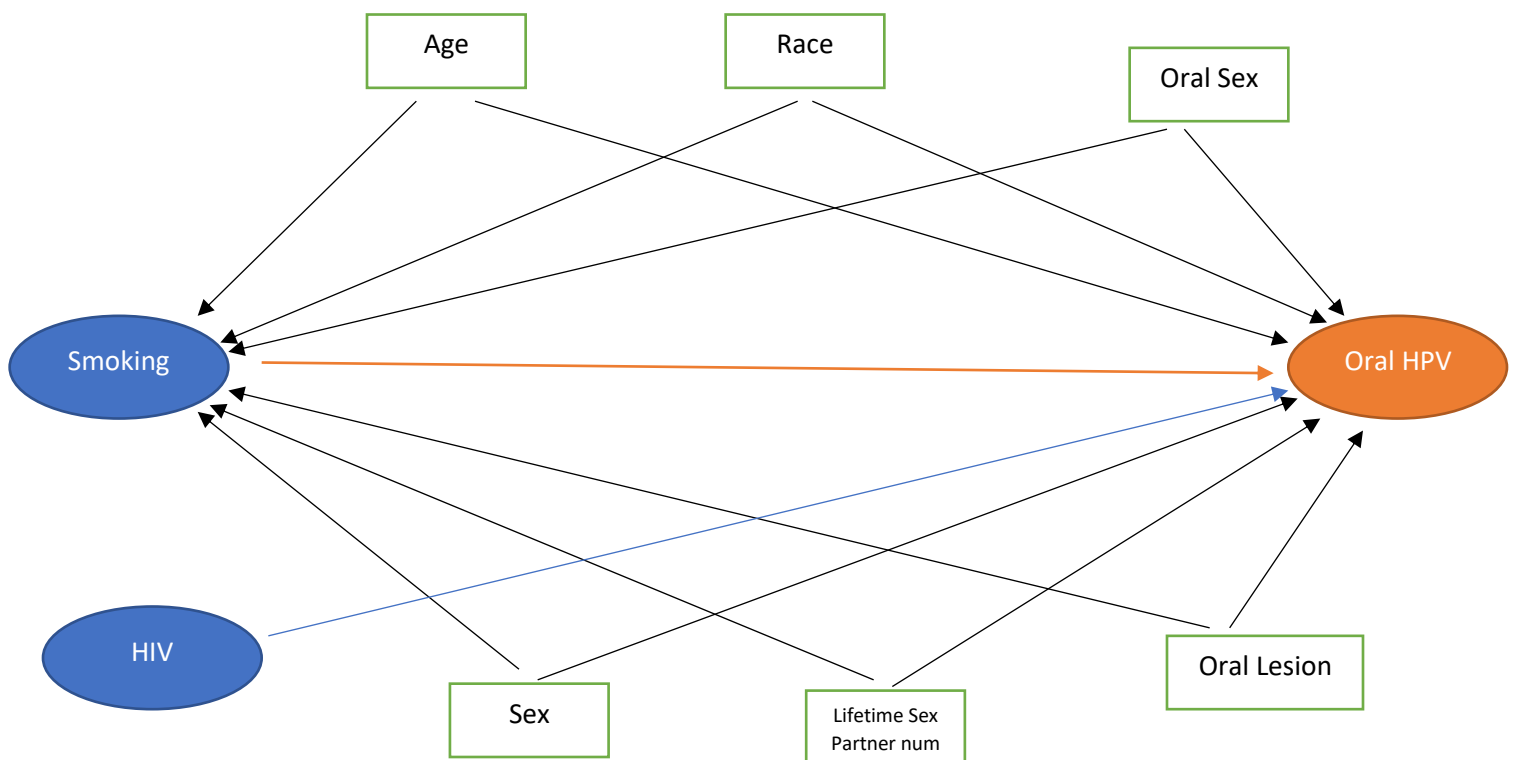 Age
Race
Oral Sex
Smoking
Oral HPV
HIV
Sex
Lifetime Sex
Partner num
Oral Lesion